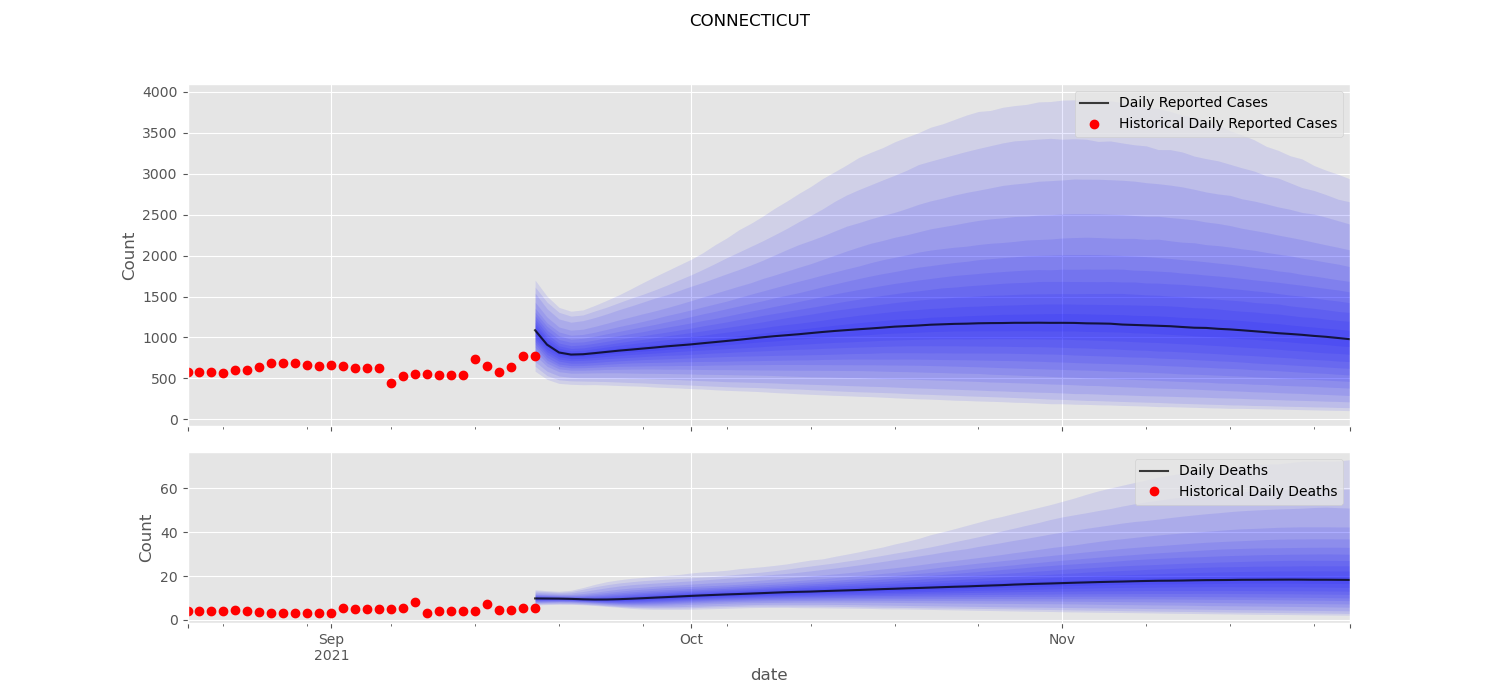 CONNECTICUT
4000
3500
3000
2500
2000
1500
1000
500
0
Count
Daily Reported Cases
Historical Daily Reported Cases
60
40
20
0
Count
Daily Deaths
Historical Daily Deaths
Sep
2021
Oct
Nov
date